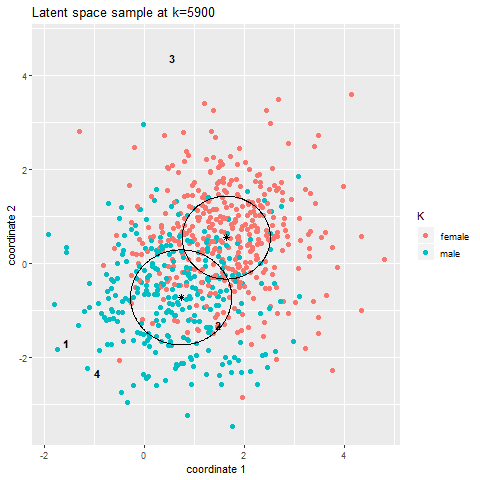 Latent space sample at k=5900
3
4
2
0
-2
2
1
4
-2
0
2
4
coordinate 1
coordinate 2
K
female
male